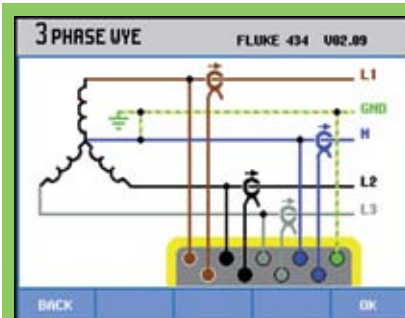 3 PHASE WYE
FLUKE 434 V02.09
L1
GND
N
L2
L3
BACK
OK